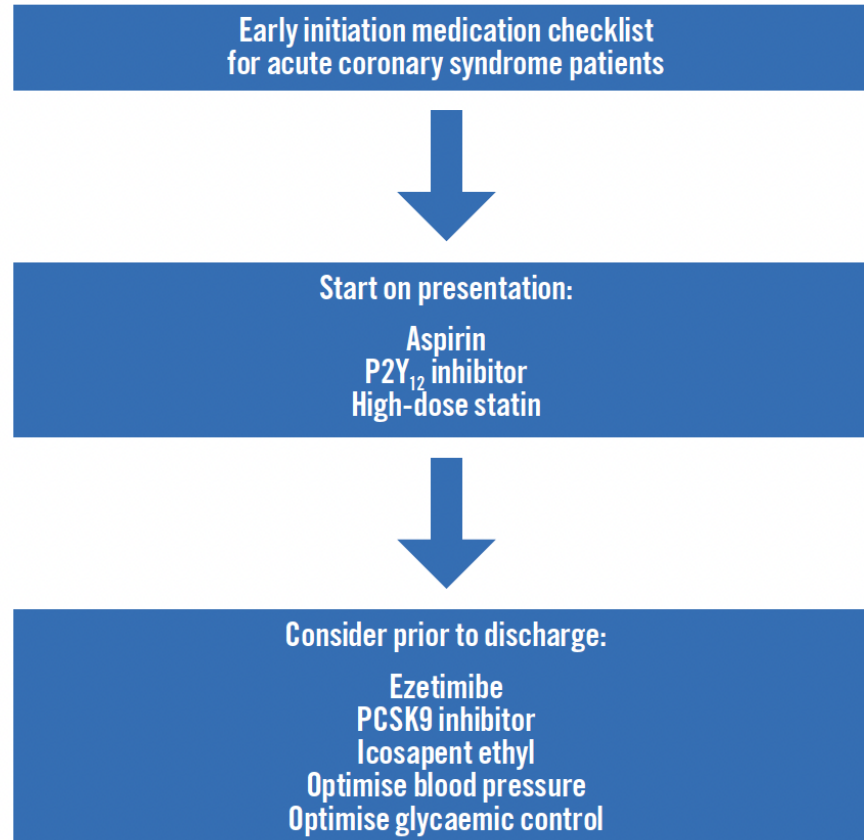 Early initiation medication checklist
for acute coronary syndrome patients
Start on presentation:
Aspirin
P2Y₁₂ inhibitor
High-dose statin
Consider prior to discharge:
Ezetimibe
PCSK9 inhibitor
Icosapent ethyl
Optimise blood pressure
Optimise glycaemic control